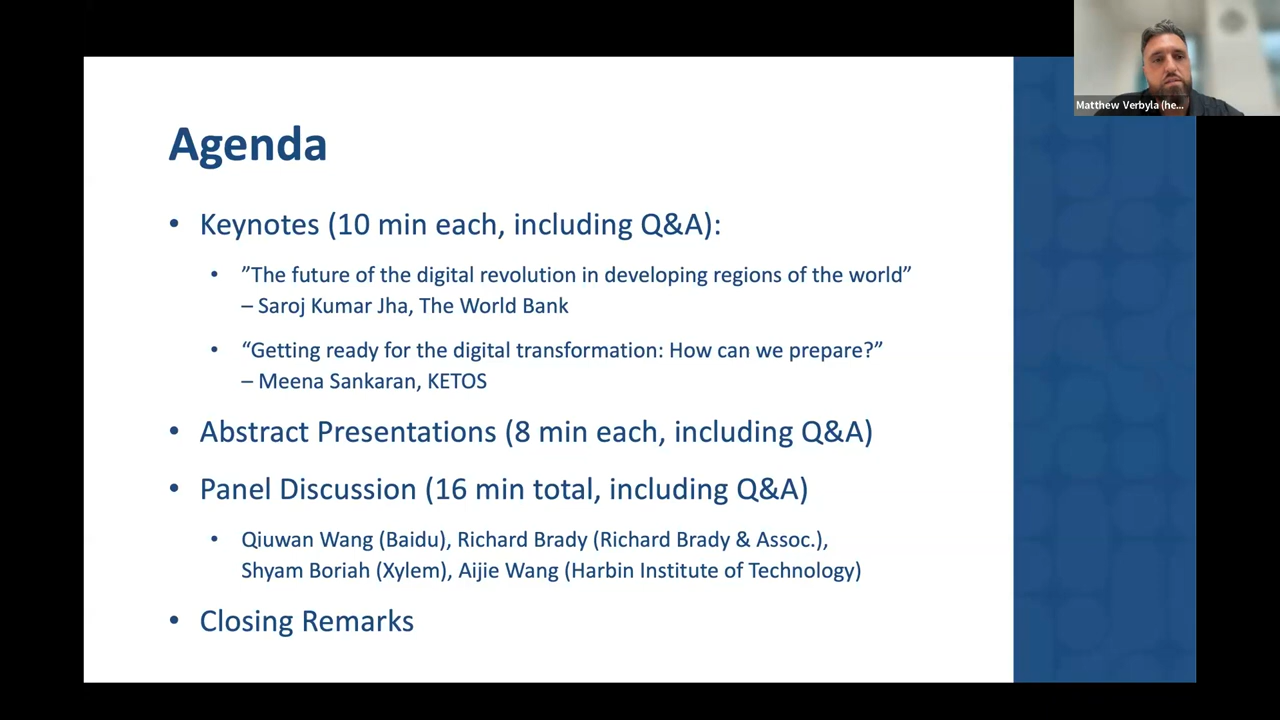 Agenda
• Keynotes (10 min each, including Q&A):
• ”The future of the digital revolution in developing regions of the world”
– Saroj Kumar Jha, The World Bank
• “Getting ready for the digital transformation: How can we prepare?”
– Meena Sankaran, KETOS
• Abstract Presentations (8 min each, including Q&A)
• Panel Discussion (16 min total, including Q&A)
• Qiuwan Wang (Baidu), Richard Brady (Richard Brady & Assoc.),
Shyam Boriah (Xylem), Aijie Wang (Harbin Institute of Technology)
• Closing Remarks
Matthew Verbyla (he...